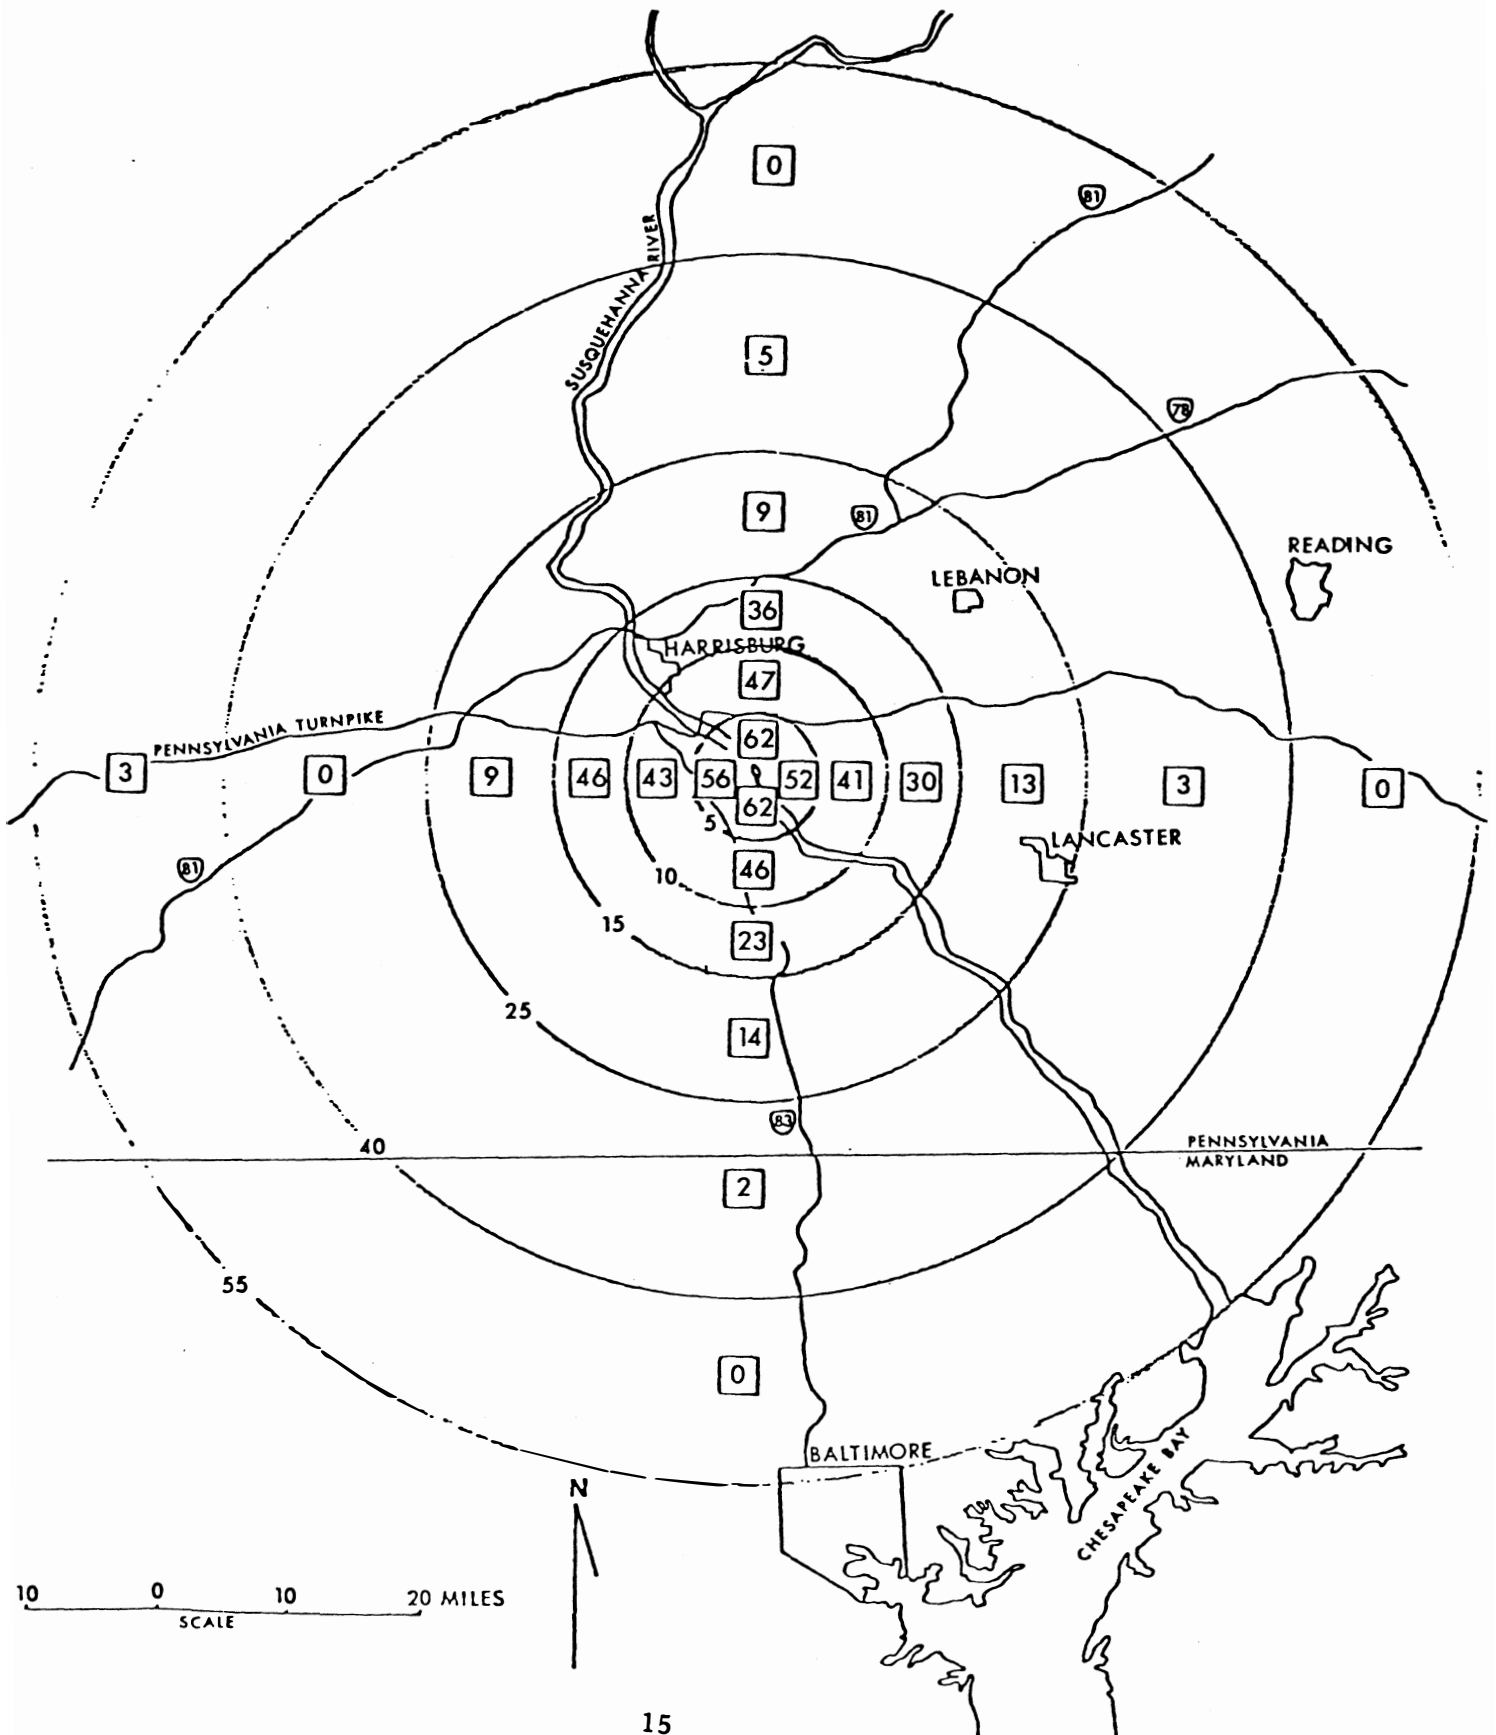 0
81
SUSQUEHANNA RIVER
5
78
9
81
READING
LEBANON
36
HARRISBURG
47
PENNSYLVANIA TURNPIKE
62
3
0
9
46
43
56
52
41
30
13
3
0
62
5
LANCASTER
81
46
10
15
23
25
14
83
40
PENNSYLVANIA
MARYLAND
2
55
0
BALTIMORE
CHESAPEAKE BAY
N
10 0 10 20 MILES
SCALE
15